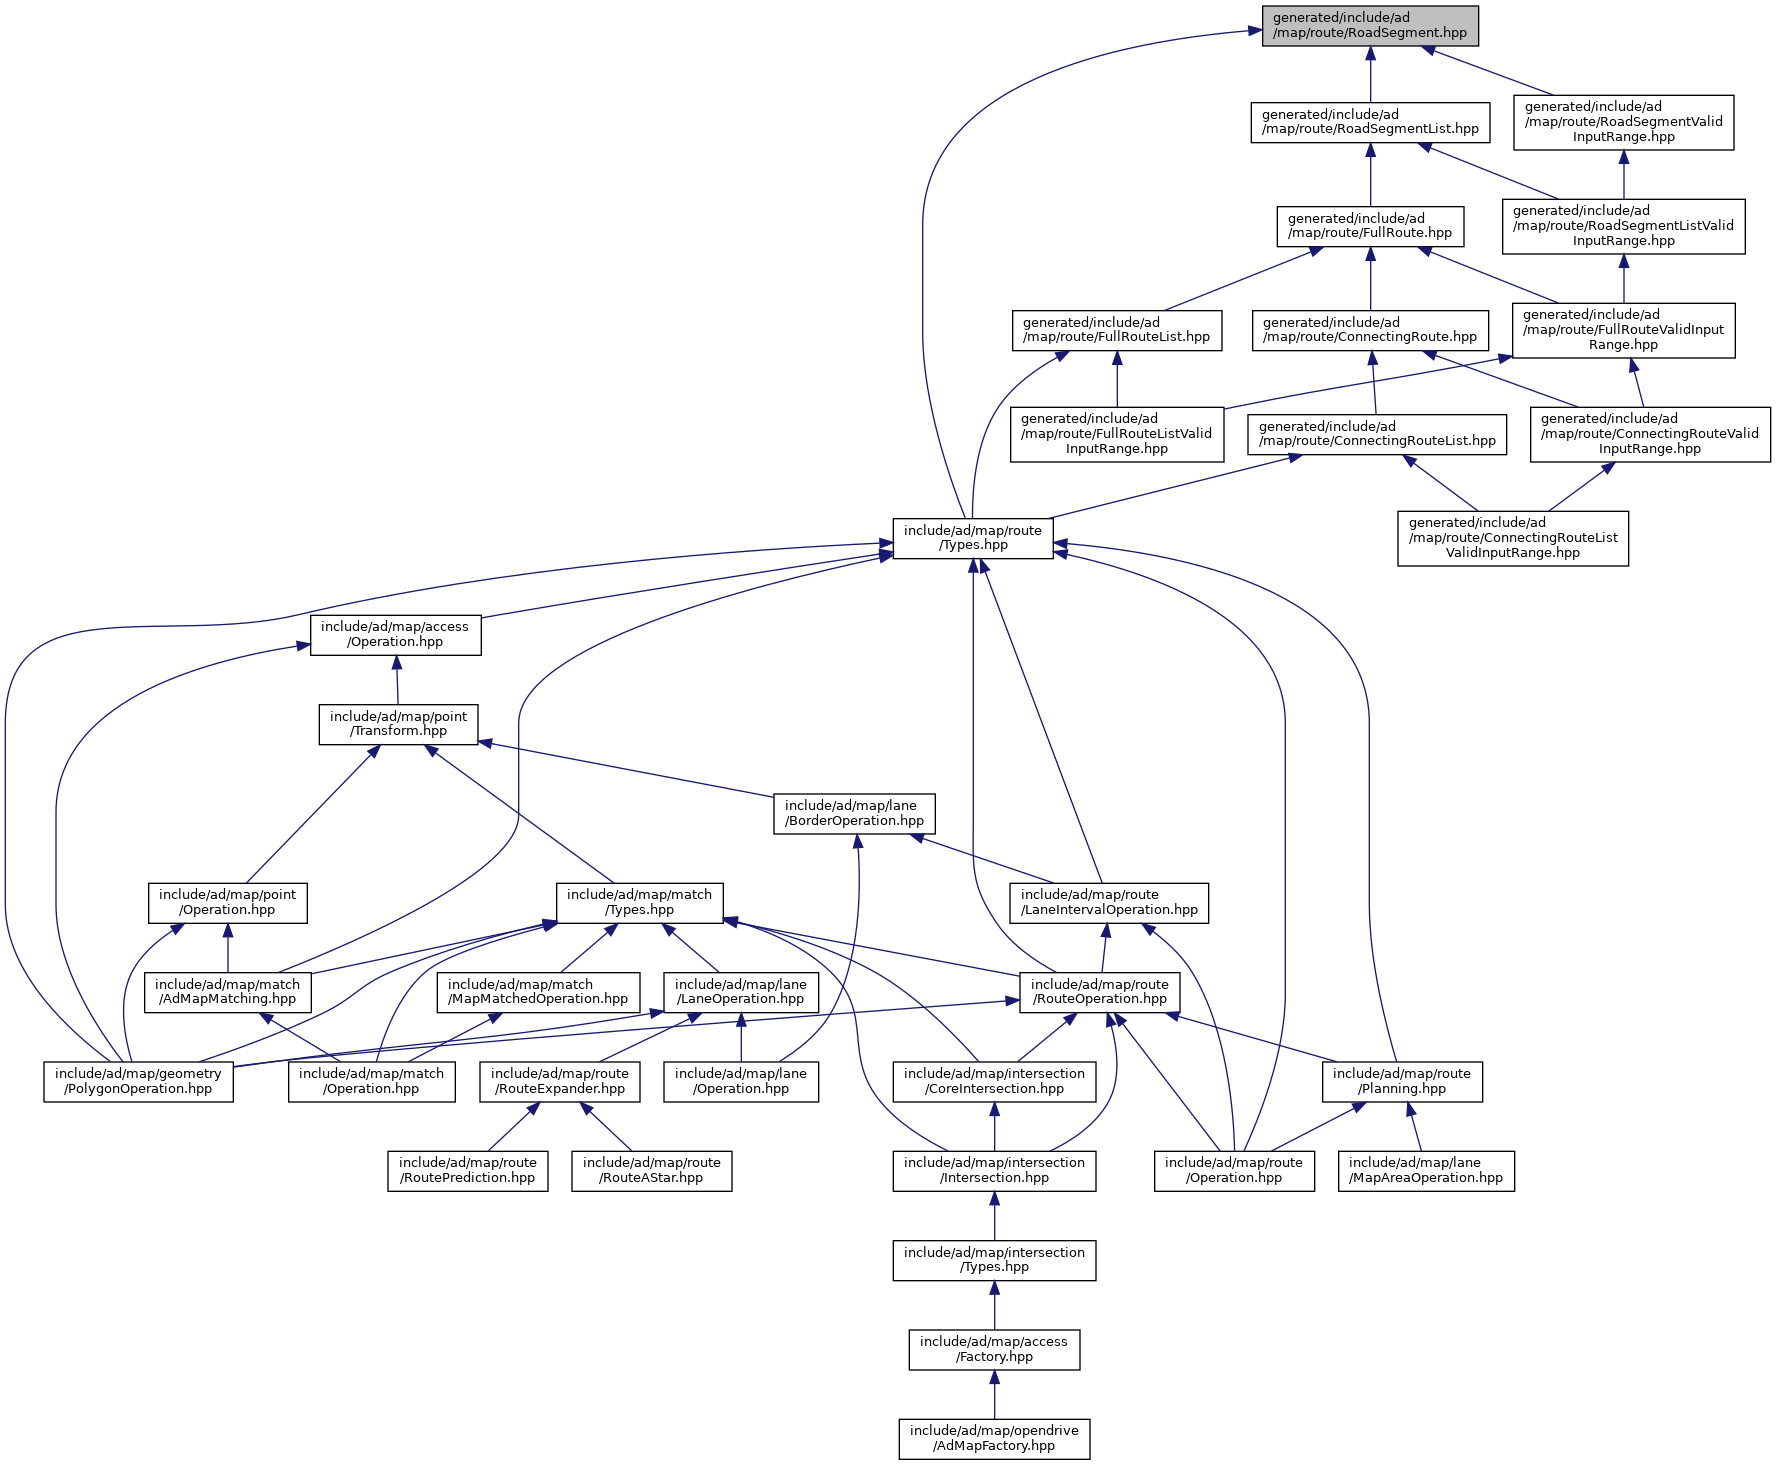 generated/include/ad
/map/route/RoadSegment.hpp
generated/include/ad
/map/route/RoadSegmentList.hpp
generated/include/ad
/map/route/RoadSegmentValid
InputRange.hpp
generated/include/ad
/map/route/FullRoute.hpp
generated/include/ad
/map/route/RoadSegmentListValid
InputRange.hpp
generated/include/ad
/map/route/FullRouteList.hpp
generated/include/ad
/map/route/ConnectingRoute.hpp
generated/include/ad
/map/route/FullRouteValidInput
Range.hpp
generated/include/ad
/map/route/FullRouteListValid
InputRange.hpp
generated/include/ad
/map/route/ConnectingRouteList.hpp
generated/include/ad
/map/route/ConnectingRouteValid
InputRange.hpp
include/ad/map/route
/Types.hpp
generated/include/ad
/map/route/ConnectingRouteList
ValidInputRange.hpp
include/ad/map/access
/Operation.hpp
include/ad/map/point
/Transform.hpp
include/ad/map/lane
/BorderOperation.hpp
include/ad/map/point
/Operation.hpp
include/ad/map/match
/Types.hpp
include/ad/map/route
/LaneIntervalOperation.hpp
include/ad/map/match
/AdMapMatching.hpp
include/ad/map/match
/MapMatchedOperation.hpp
include/ad/map/lane
/LaneOperation.hpp
include/ad/map/route
/RouteOperation.hpp
include/ad/map/geometry
/PolygonOperation.hpp
include/ad/map/match
/Operation.hpp
include/ad/map/route
/RouteExpander.hpp
include/ad/map/lane
/Operation.hpp
include/ad/map/intersection
/CoreIntersection.hpp
include/ad/map/route
/Planning.hpp
include/ad/map/route
/RoutePrediction.hpp
include/ad/map/route
/RouteAStar.hpp
include/ad/map/intersection
/Intersection.hpp
include/ad/map/route
/Operation.hpp
include/ad/map/lane
/MapAreaOperation.hpp
include/ad/map/intersection
/Types.hpp
include/ad/map/access
/Factory.hpp
include/ad/map/opendrive
/AdMapFactory.hpp